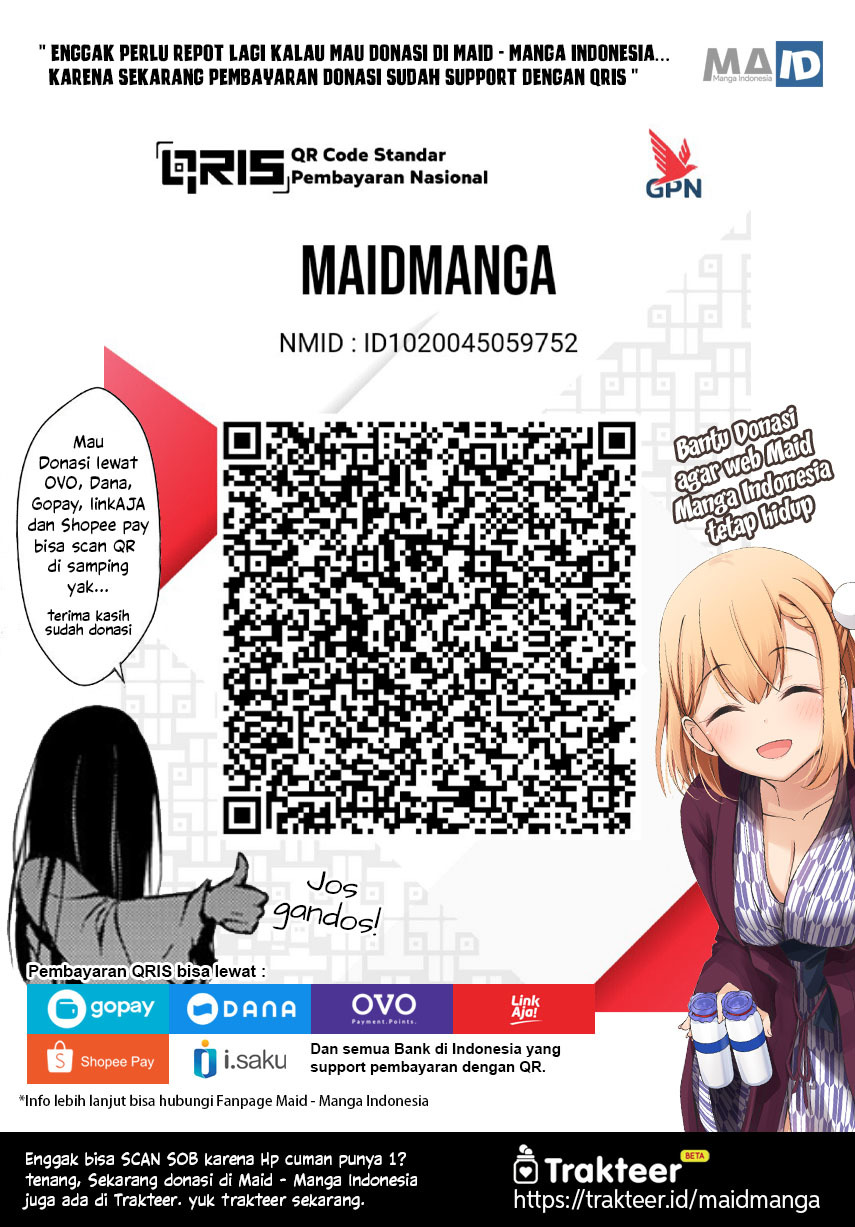 " ENGGAK PERLU REPOT LAGI KALAU MAU DONASI DI MAID - MANGA INDONESIA...
KARENA SEKARANG PEMBAYARAN DONASI SUDAH SUPPORT DENGAN QRIS "
MAID
Manga Indonesia
QRIS
QR Code Standar
Pembayaran Nasional
GPN
MAIDMANGA
NMID : ID1020045059752
Mau
Donasi lewat
OVO, Dana,
Gopay, linkAJA
dan Shopee pay
bisa scan QR
di samping
yak...
terima kasih
sudah donasi
Bantu Donasi
agar web Maid
Manga Indonesia
tetap hidup
Jos
gandos!
Pembayaran QRIS bisa lewat :
gopay
DANA
OVO
Payment.Points.
Link
Aja!
S
Shopee Pay
i.saku
Dan semua Bank di Indonesia yang
support pembayaran dengan QR.
*Info lebih lanjut bisa hubungi Fanpage Maid - Manga Indonesia
Enggak bisa SCAN SOB karena Hp cuman punya 1?
tenang, Sekarang donasi di Maid - Manga Indonesia
juga ada di Trakteer. yuk trakteer sekarang.
Trakteer
BETA
https://trakteer.id/maidmanga